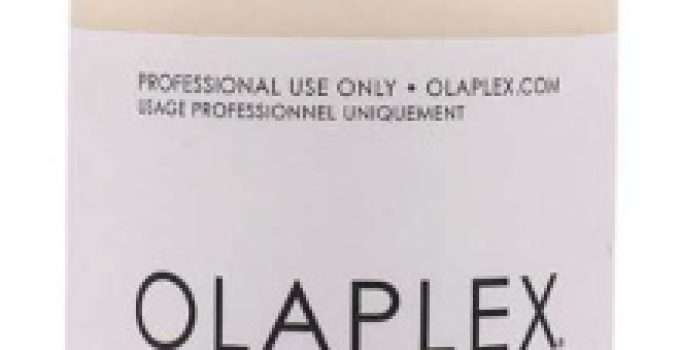 PROFESSIONAL USE ONLY • OLAPLEX.COM
USAGE PROFESSIONNEL UNIQUEMENT
OLAPLEX®